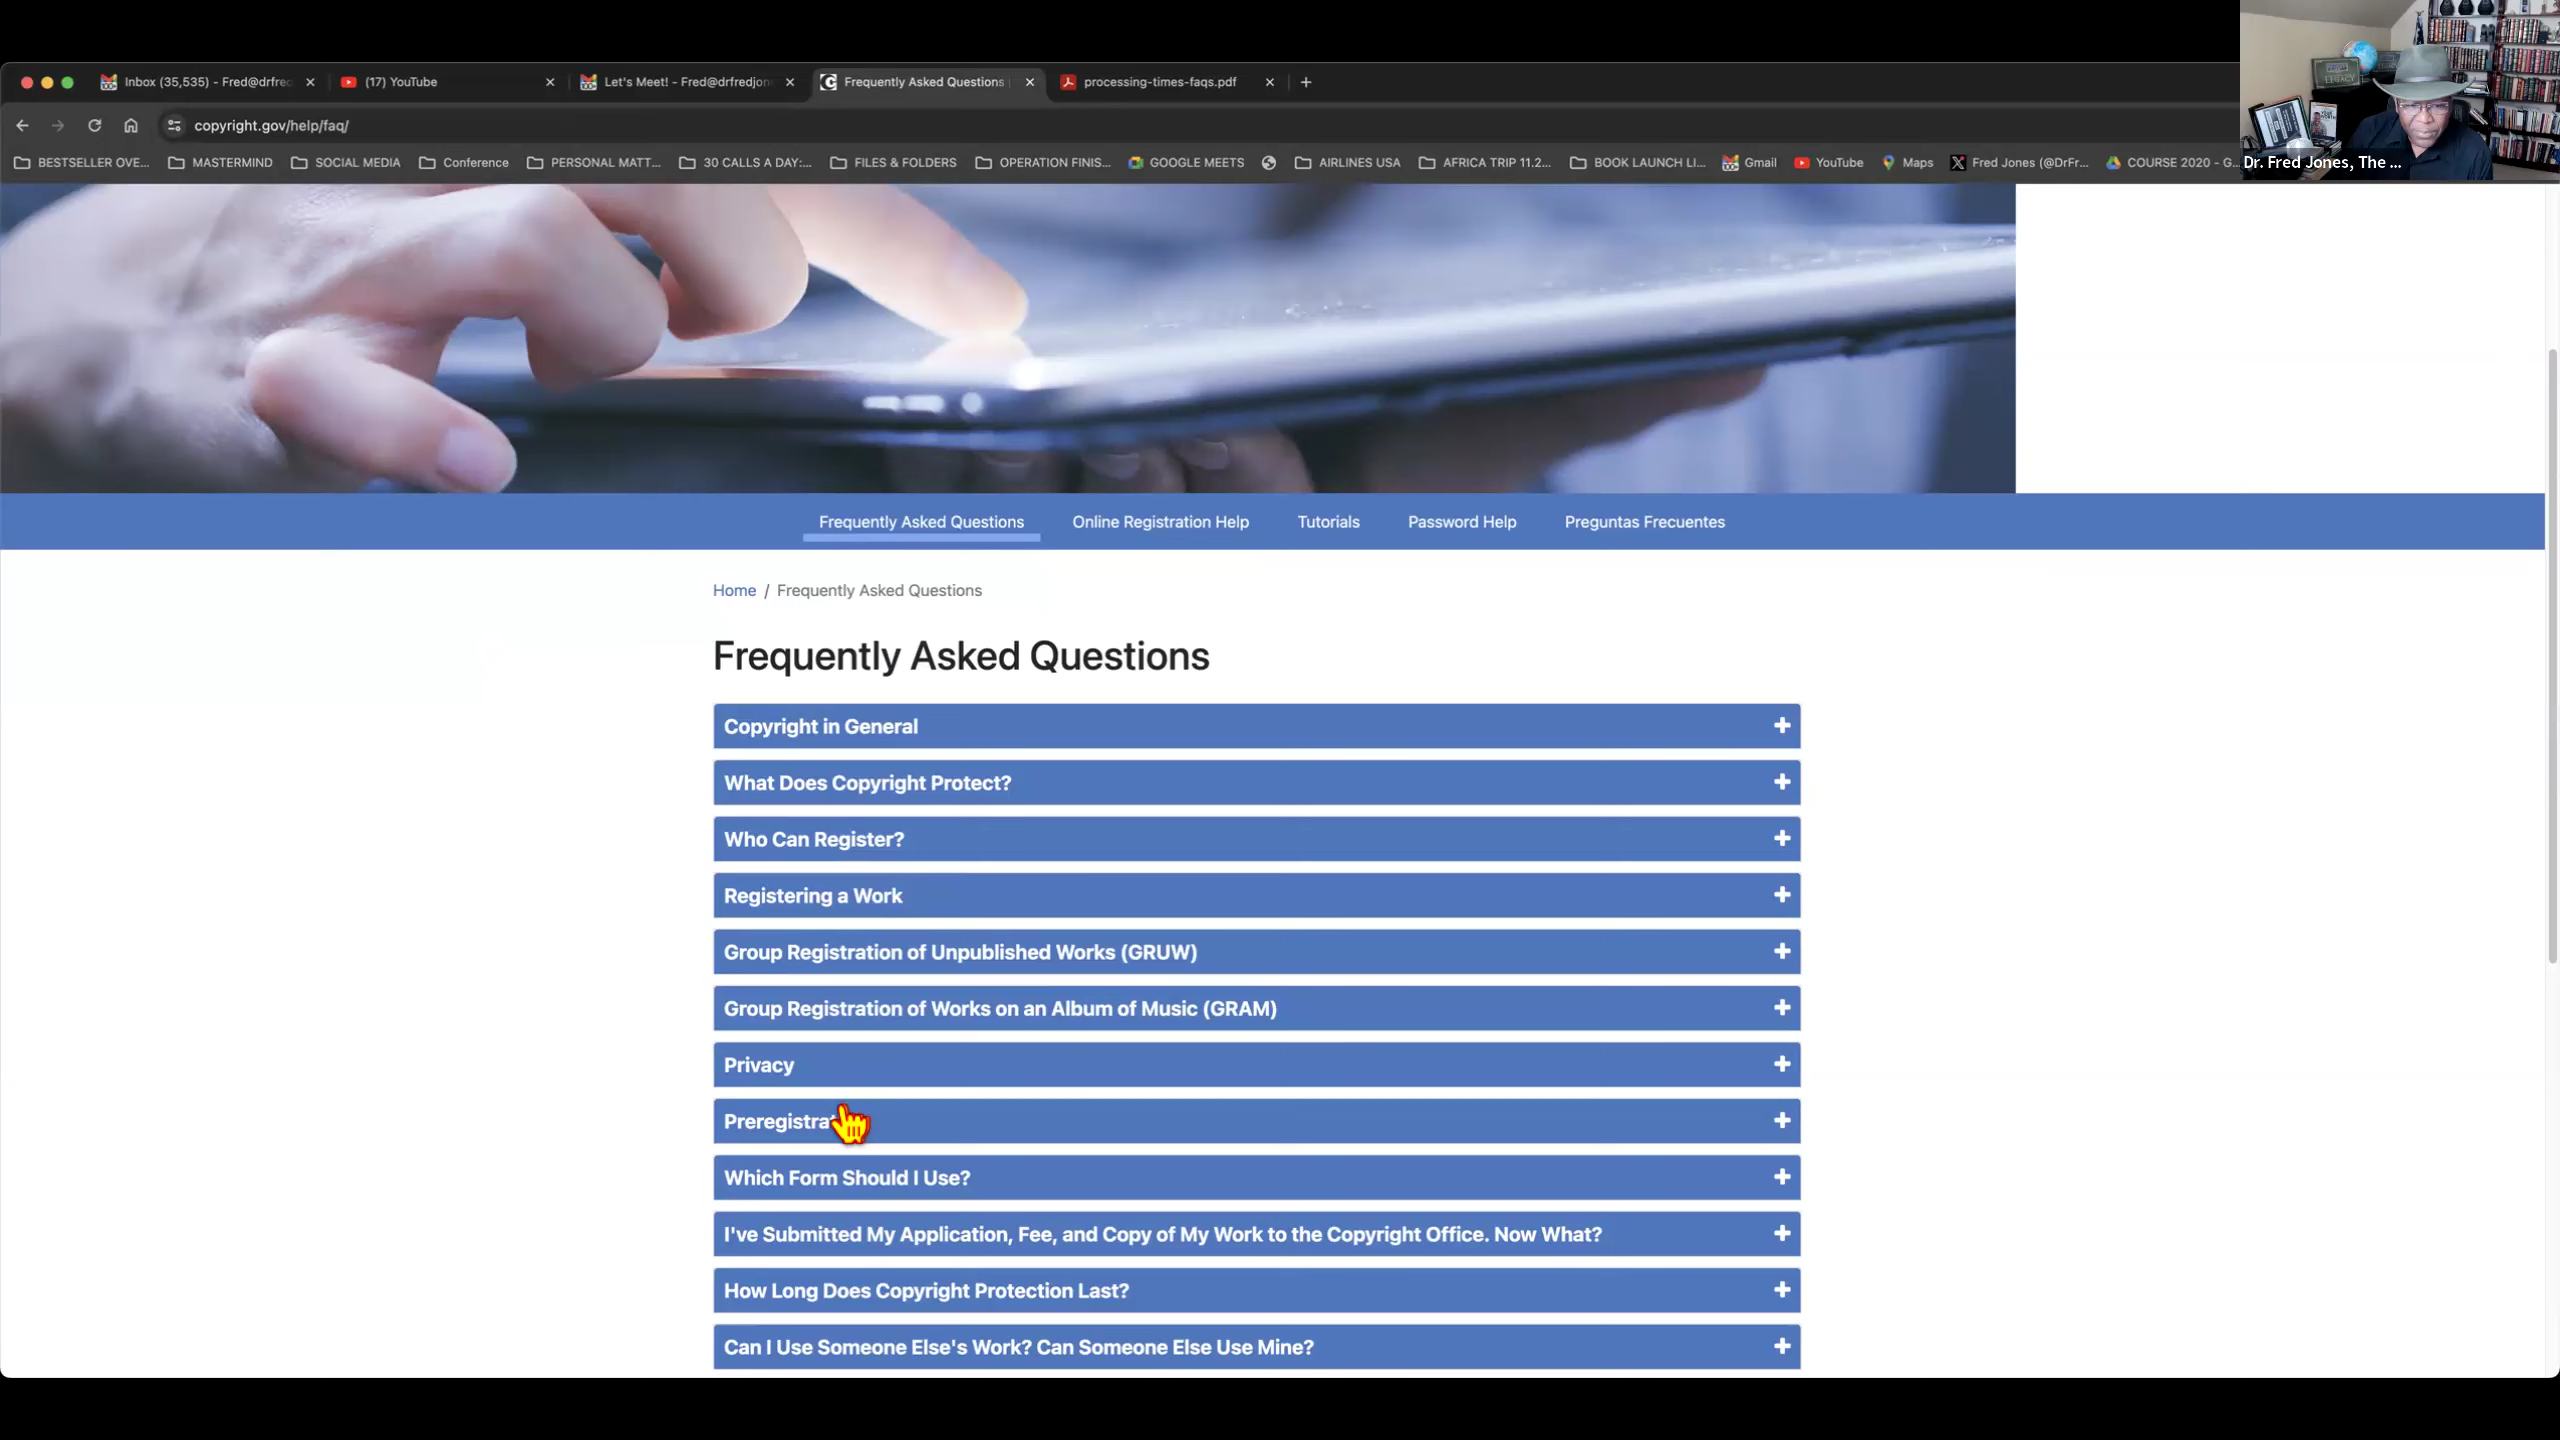 Inbox (35,535) - Fred@drfred
(17) YouTube
Let's Meet! - Fred@drfredjon
Frequently Asked Questions
processing-times-faqs.pdf
copyright.gov/help/faq/
BESTSELLER OVE...
MASTERMIND
SOCIAL MEDIA
Conference
PERSONAL MATT...
30 CALLS A DAY:...
FILES & FOLDERS
OPERATION FINIS...
GOOGLE MEETS
AIRLINES USA
AFRICA TRIP 11.2...
BOOK LAUNCH LI...
Gmail
YouTube
Maps
Fred Jones (@DrFr...
COURSE 2020 - G...
LEGACY
Dr. Fred Jones, The ...
Frequently Asked Questions
Online Registration Help
Tutorials
Password Help
Preguntas Frecuentes
Home / Frequently Asked Questions
Frequently Asked Questions
Copyright in General
What Does Copyright Protect?
Who Can Register?
Registering a Work
Group Registration of Unpublished Works (GRUW)
Group Registration of Works on an Album of Music (GRAM)
Privacy
Preregistrat
Which Form Should I Use?
I've Submitted My Application, Fee, and Copy of My Work to the Copyright Office. Now What?
How Long Does Copyright Protection Last?
Can I Use Someone Else's Work? Can Someone Else Use Mine?